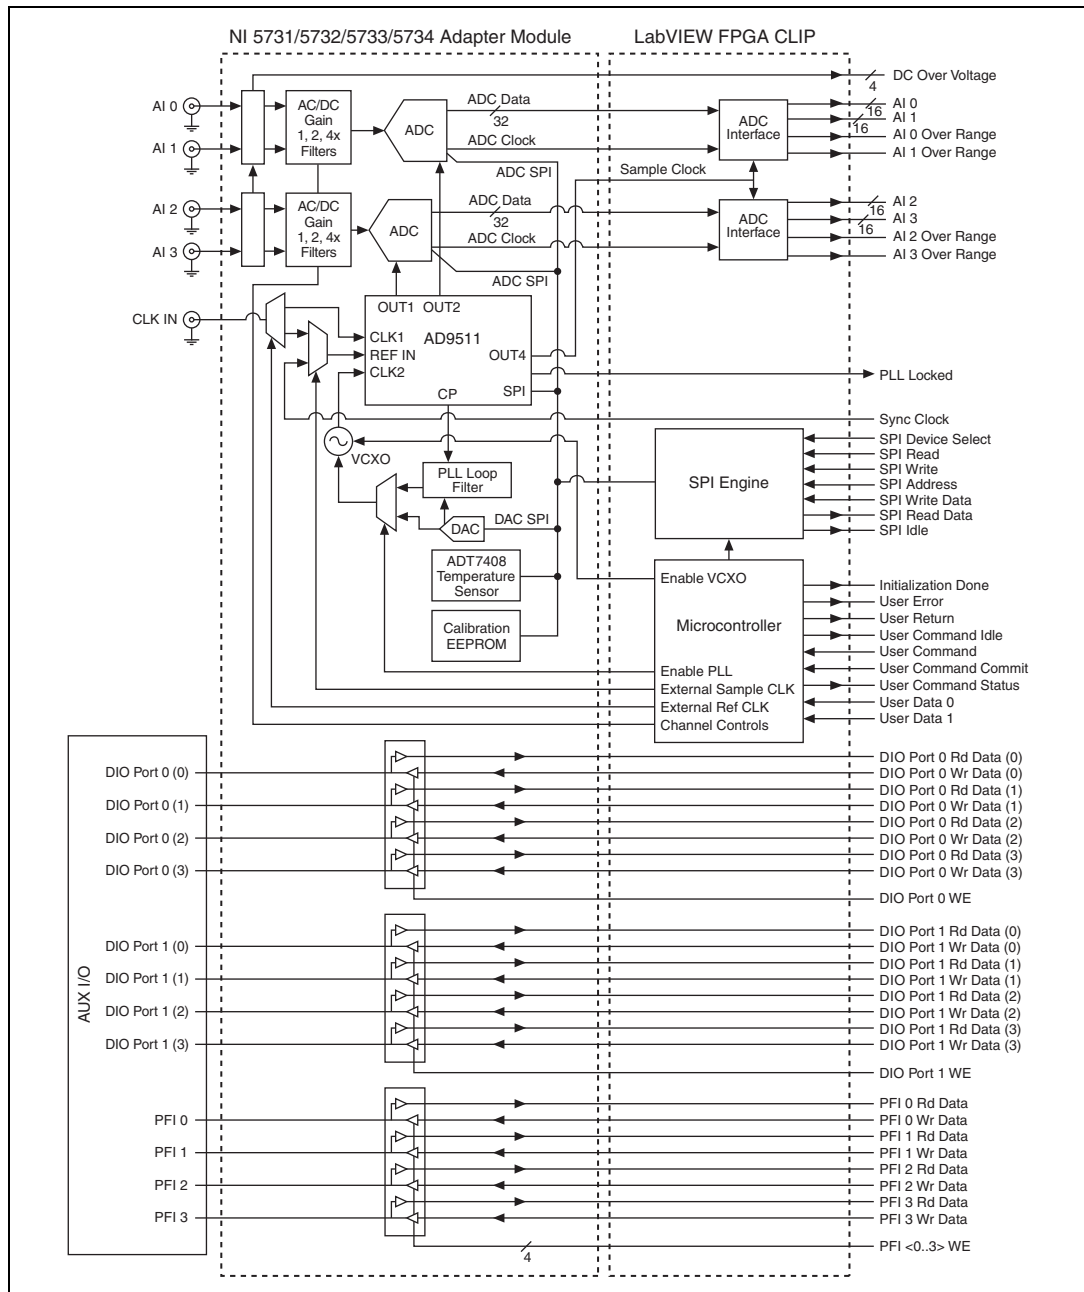 NI 5731/5732/5733/5734 Adapter Module
LabVIEW FPGA CLIP
DC Over Voltage
4
AI 0
AI 1
AC/DC
Gain
1, 2, 4x
Filters
ADC
ADC Data
32
ADC Clock
ADC SPI
ADC
Interface
AI 0
16
AI 1
16
AI 0 Over Range
AI 1 Over Range
Sample Clock
AI 2
AI 3
AC/DC
Gain
1, 2, 4x
Filters
ADC
ADC Data
32
ADC Clock
ADC SPI
ADC
Interface
AI 2
16
AI 3
16
AI 2 Over Range
AI 3 Over Range
CLK IN
OUT1
OUT2
CLK1
AD9511
REF IN
OUT4
CLK2
CP
SPI
PLL Locked
Sync Clock
VCXO
PLL Loop
Filter
DAC
DAC SPI
ADT7408
Temperature
Sensor
Calibration
EEPROM
SPI Engine
SPI Device Select
SPI Read
SPI Write
SPI Address
SPI Write Data
SPI Read Data
SPI Idle
Enable VCXO
Microcontroller
Enable PLL
External Sample CLK
External Ref CLK
Channel Controls
Initialization Done
User Error
User Return
User Command Idle
User Command
User Command Commit
User Command Status
User Data 0
User Data 1
AUX I/O
DIO Port 0 (0)
DIO Port 0 (1)
DIO Port 0 (2)
DIO Port 0 (3)
DIO Port 0 Rd Data (0)
DIO Port 0 Wr Data (0)
DIO Port 0 Rd Data (1)
DIO Port 0 Wr Data (1)
DIO Port 0 Rd Data (2)
DIO Port 0 Wr Data (2)
DIO Port 0 Rd Data (3)
DIO Port 0 Wr Data (3)
DIO Port 0 WE
DIO Port 1 (0)
DIO Port 1 (1)
DIO Port 1 (2)
DIO Port 1 (3)
DIO Port 1 Rd Data (0)
DIO Port 1 Wr Data (0)
DIO Port 1 Rd Data (1)
DIO Port 1 Wr Data (1)
DIO Port 1 Rd Data (2)
DIO Port 1 Wr Data (2)
DIO Port 1 Rd Data (3)
DIO Port 1 Wr Data (3)
DIO Port 1 WE
PFI 0
PFI 1
PFI 2
PFI 3
PFI 0 Rd Data
PFI 0 Wr Data
PFI 1 Rd Data
PFI 1 Wr Data
PFI 2 Rd Data
PFI 2 Wr Data
PFI 3 Rd Data
PFI 3 Wr Data
4
PFI <0..3> WE